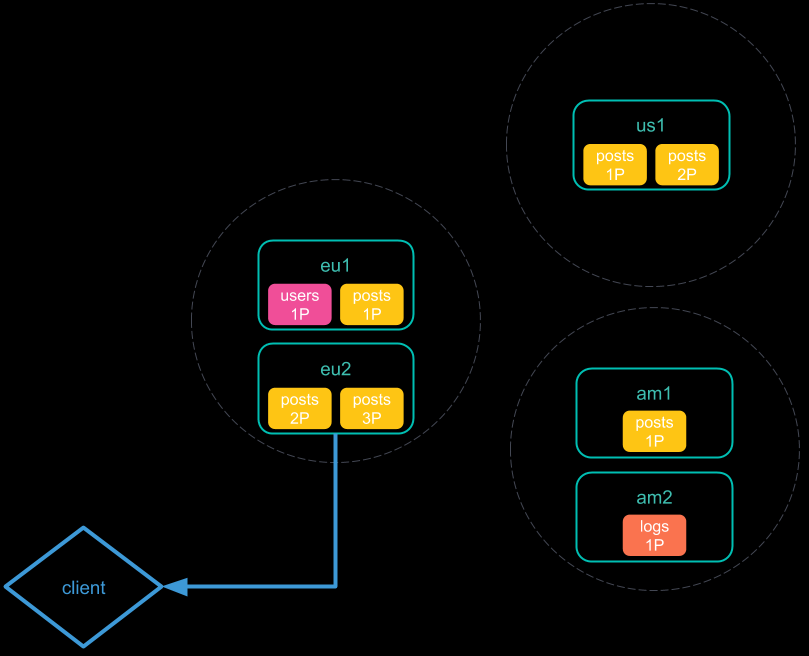 us1
posts
1P
posts
2P
eu1
users
1P
posts
1P
eu2
posts
2P
posts
3P
am1
posts
1P
am2
logs
1P
client